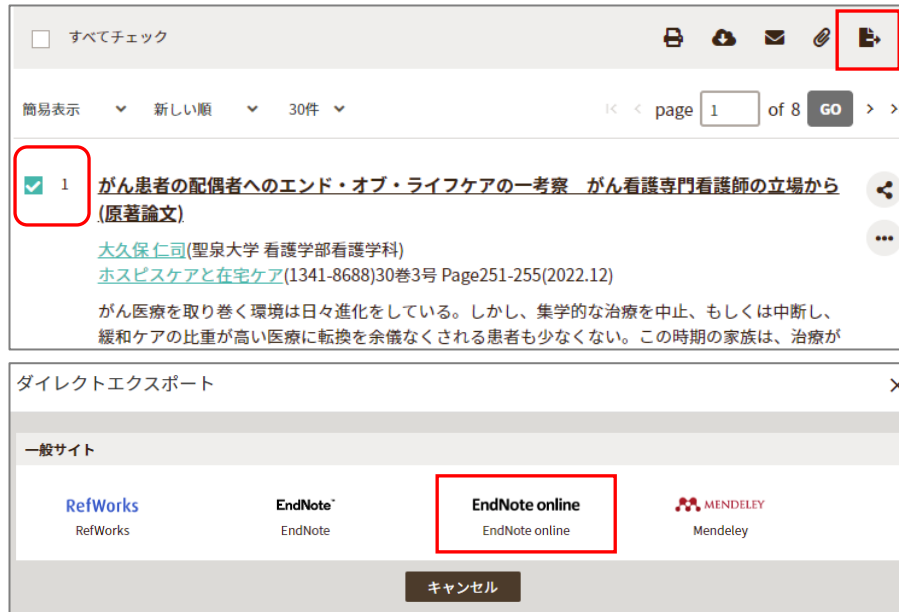 すべてチェック
簡易表示 新しい順 30件 page 1 of 8 GO
1 がん患者の配偶者へのエンド・オブ・ライフケアの一考察　がん看護専門看護師の立場から
(原著論文)
大久保 仁司(聖泉大学 看護学部看護学科)
ホスピスケアと在宅ケア(1341-8688)30巻3号 Page251-255(2022.12)
がん医療を取り巻く環境は日々進化をしている。しかし、集学的な治療を中止、もしくは中断し、
緩和ケアの比重が高い医療に転換を余儀なくされる患者も少なくない。この時期の家族は、治療が
ダイレクトエクスポート
一般サイト
RefWorks EndNote™ EndNote online MENDELEY
RefWorks EndNote EndNote online Mendeley
キャンセル